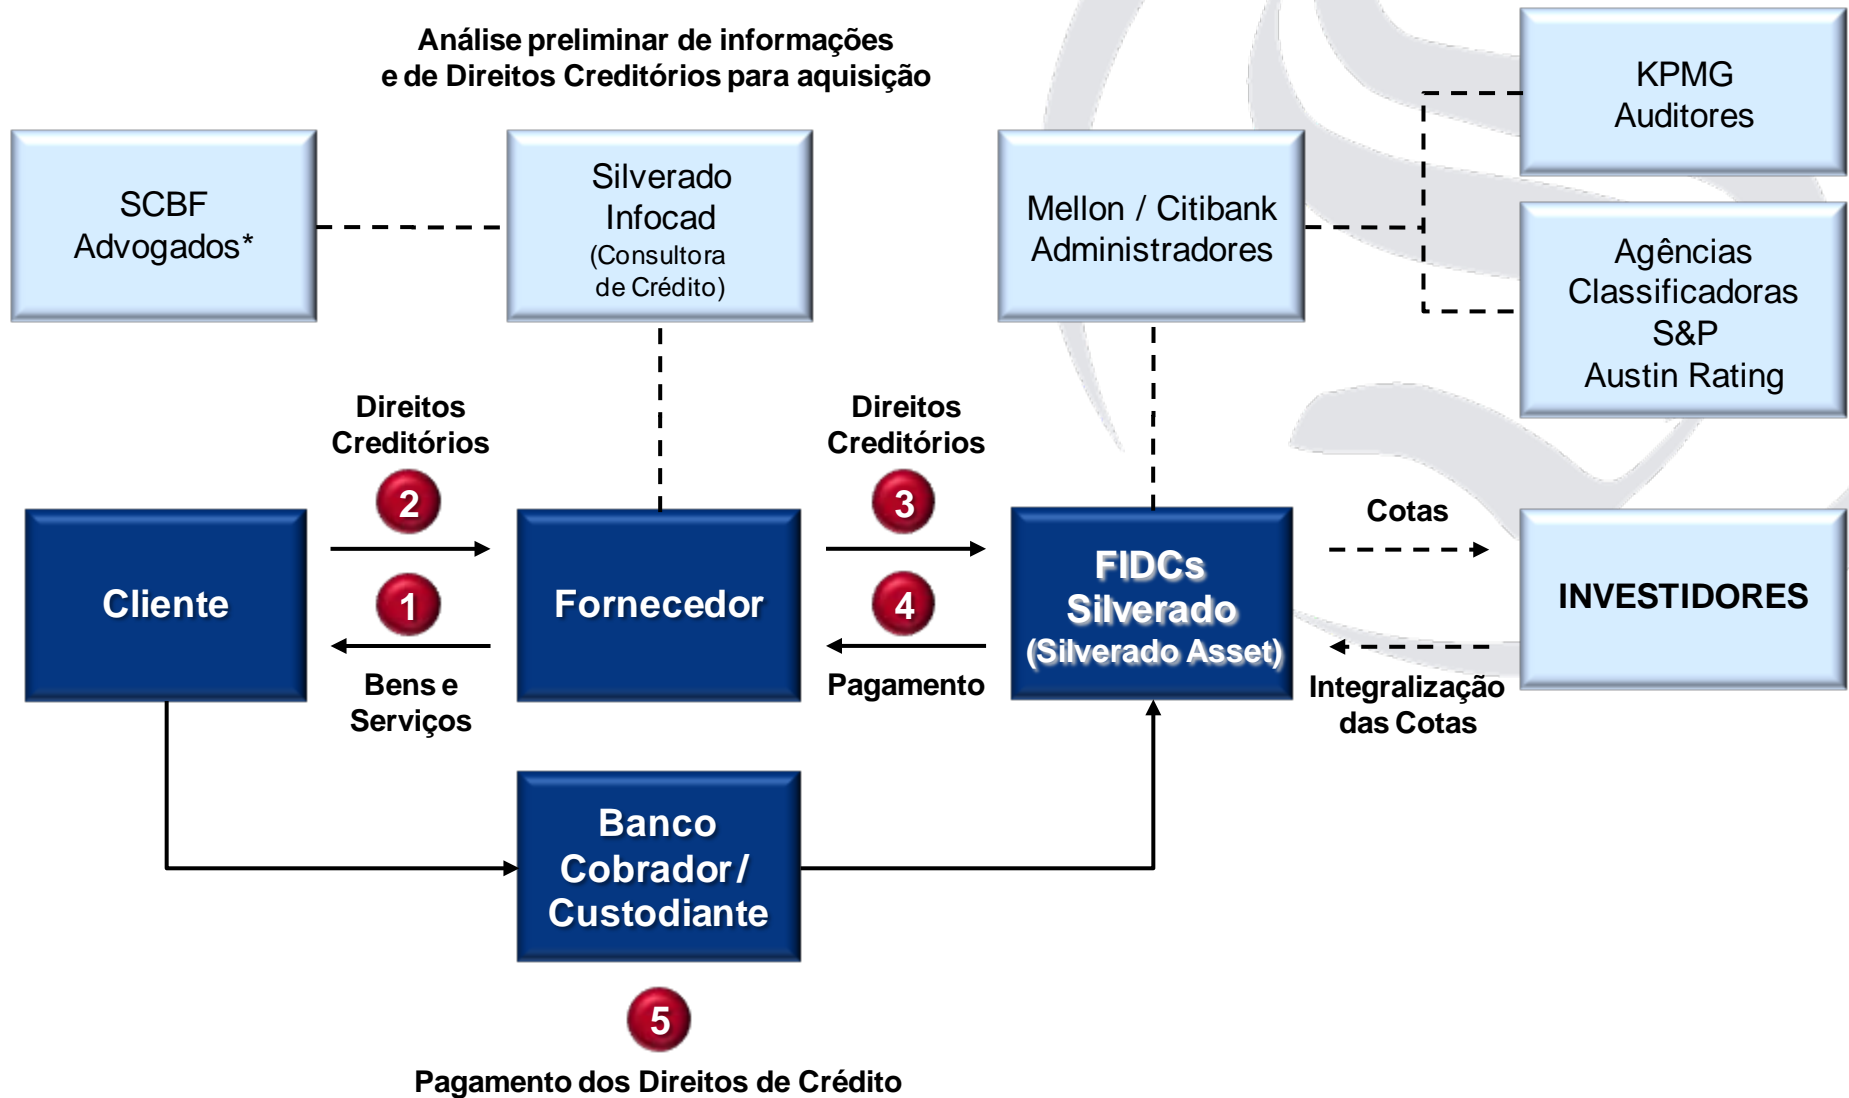 Análise preliminar de informações
e de Direitos Creditórios para aquisição
KPMG
Auditores
SCBF
Advogados*
Silverado
Infocad
(Consultora
de Crédito)
Mellon / Citibank
Administradores
Agências
Classificadoras
S&P
Austin Rating
Direitos
Creditórios
2
Direitos
Creditórios
3
Cotas
Cliente
1
Fornecedor
4
FIDCs
Silverado
(Silverado Asset)
INVESTIDORES
Bens e
Serviços
Pagamento
Integralização
das Cotas
Banco
Cobrador /
Custodiante
5
Pagamento dos Direitos de Crédito